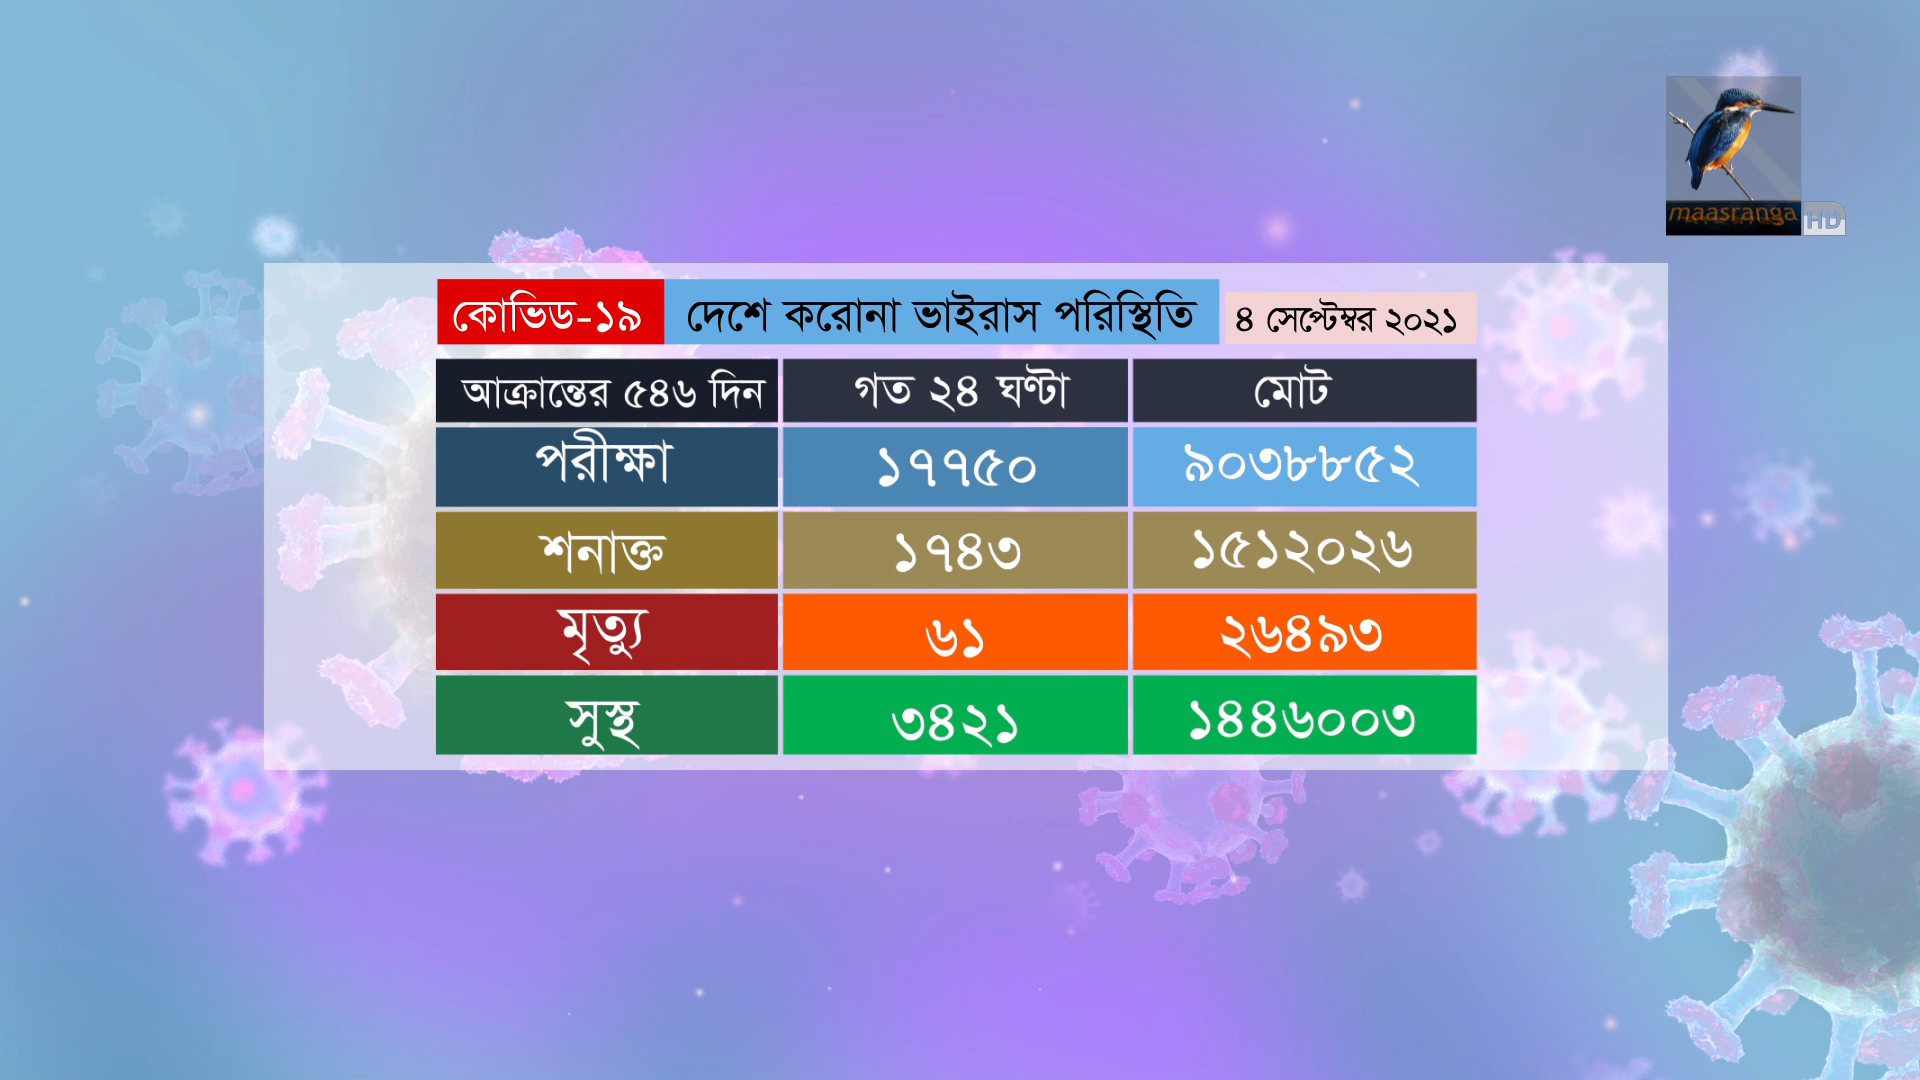 maasranga HD
কোভিড-১৯ দেশে করোনা ভাইরাস পরিস্থিতি ৪ সেপ্টেম্বর ২০২১
আক্রান্তের ৫৪৬ দিন গত ২৪ ঘণ্টা মোট
পরীক্ষা ১৭৭৫০ ৯০৩৮৮৫২
শনাক্ত ১৭৪৩ ১৫১২০২৬
মৃত্যু ৬১ ২৬৪৯৩
সুস্থ ৩৪২১ ১৪৪৬০০৩